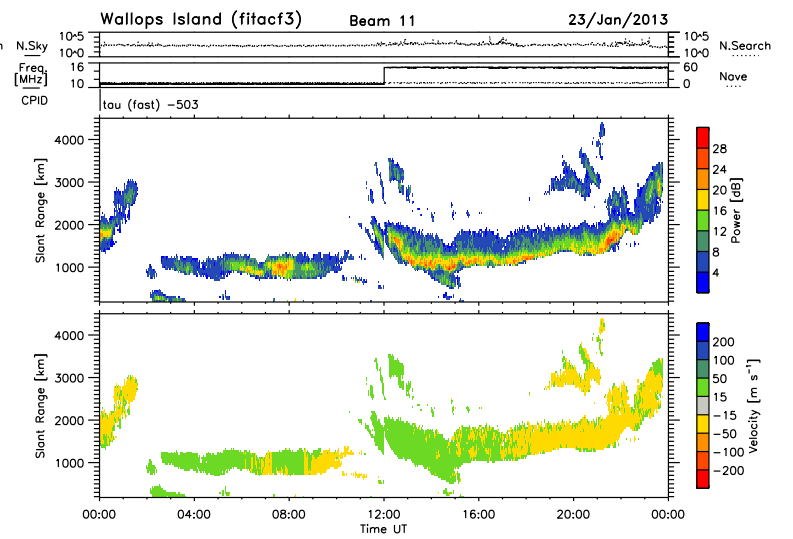 Wallops Island (fitacf3) Beam 11 23/Jan/2013
n N.Sky 10^5 10^5 N.Search
10^0 10^0
Freq. 16 60 Nave
[MHz] 10 0
CPID tau (fast) -503
4000
3000
2000
1000
Slant Range [km]
28
24
20
16
12
8
4
Power [dB]
4000
3000
2000
1000
Slant Range [km]
200
100
50
15
-15
-50
-100
-200
Velocity [m s⁻¹]
00:00 04:00 08:00 12:00 16:00 20:00 00:00
Time UT